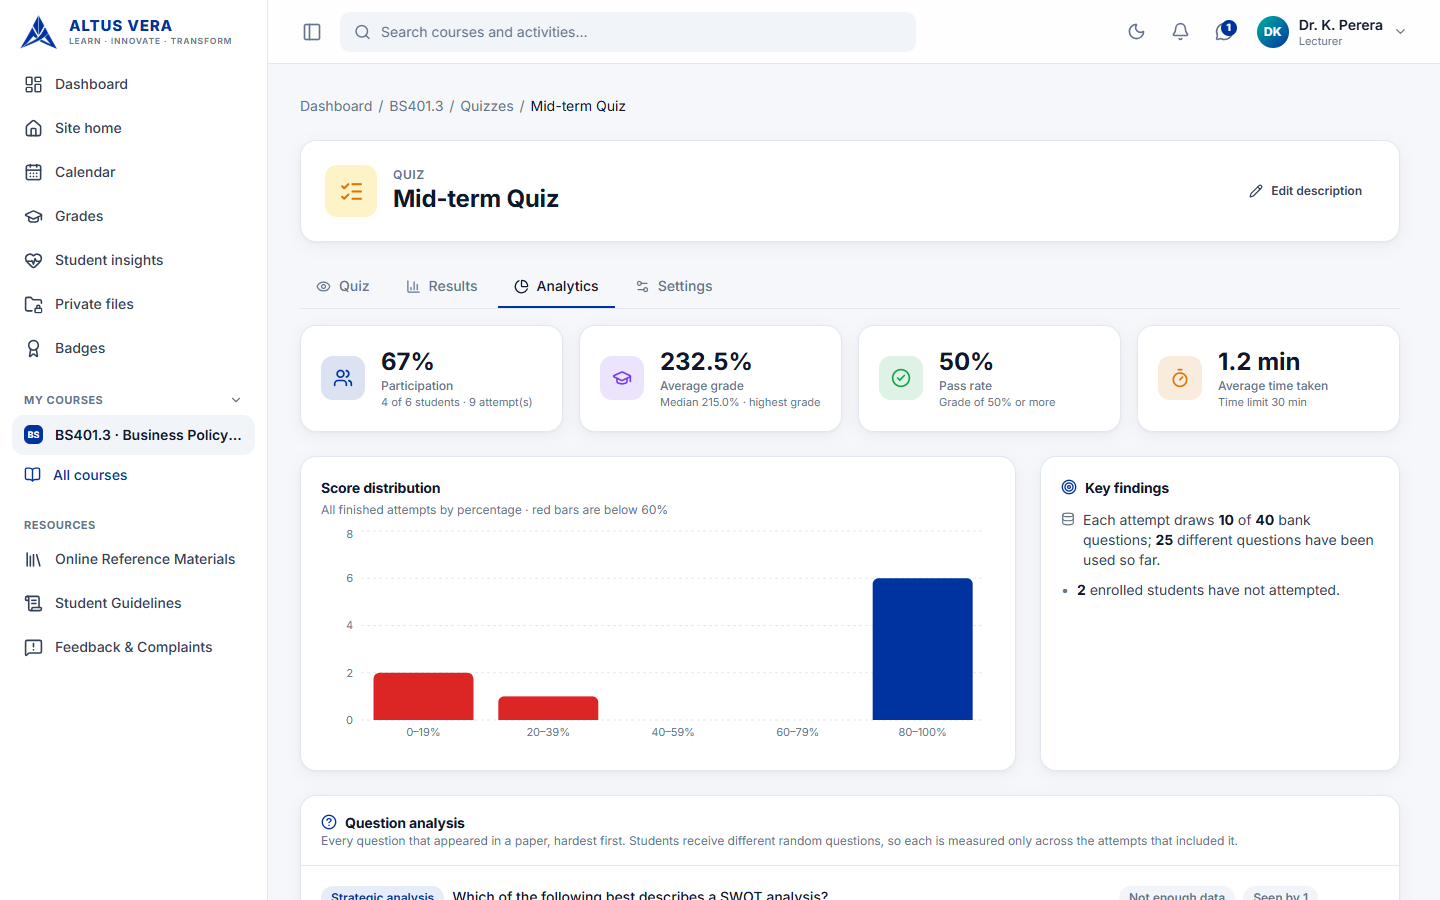 ALTUS VERA
LEARN · INNOVATE · TRANSFORM
Search courses and activities...
1
DK
Dr. K. Perera
Lecturer
Dashboard
Site home
Calendar
Grades
Student insights
Private files
Badges
MY COURSES
BS
BS401.3 · Business Policy...
All courses
RESOURCES
Online Reference Materials
Student Guidelines
Feedback & Complaints
Dashboard / BS401.3 / Quizzes / Mid-term Quiz
QUIZ
Mid-term Quiz
Edit description
Quiz
Results
Analytics
Settings
67%
Participation
4 of 6 students · 9 attempt(s)
232.5%
Average grade
Median 215.0% · highest grade
50%
Pass rate
Grade of 50% or more
1.2 min
Average time taken
Time limit 30 min
Score distribution
All finished attempts by percentage · red bars are below 60%
8
6
4
2
0
0–19%
20–39%
40–59%
60–79%
80–100%
Key findings
Each attempt draws 10 of 40 bank
questions; 25 different questions have been
used so far.
• 2 enrolled students have not attempted.
Question analysis
Every question that appeared in a paper, hardest first. Students receive different random questions, so each is measured only across the attempts that included it.
Strategic analysis
Which of the following best describes a SWOT analysis?
Not enough data
Seen by 1